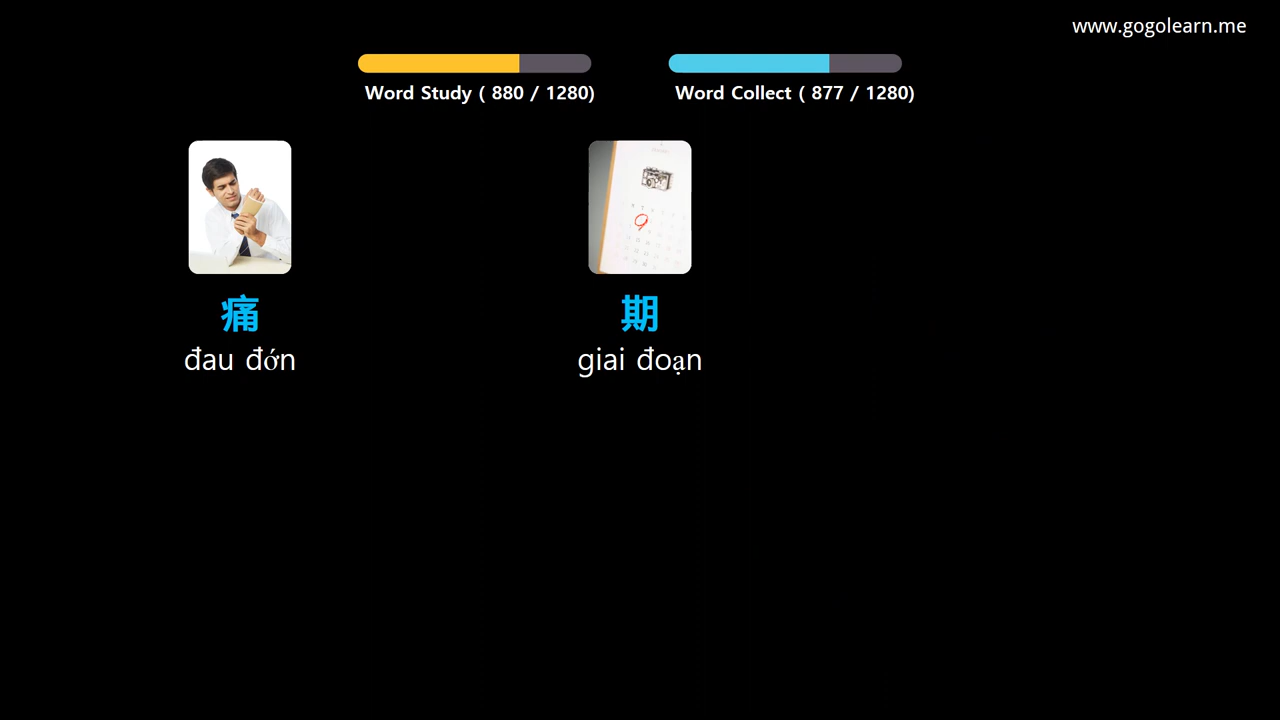 www.gogolearn.me
Word Study ( 880 / 1280)
Word Collect ( 877 / 1280)
痛
期
đau đớn
giai đoạn